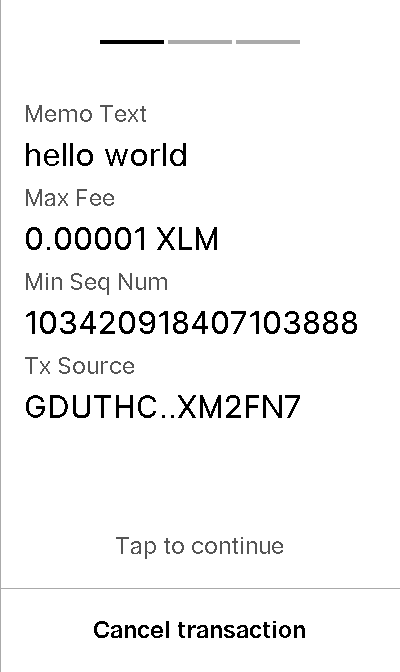 Memo Text
hello world
Max Fee
0.00001 XLM
Min Seq Num
103420918407103888
Tx Source
GDUTHC..XM2FN7
Tap to continue
Cancel transaction